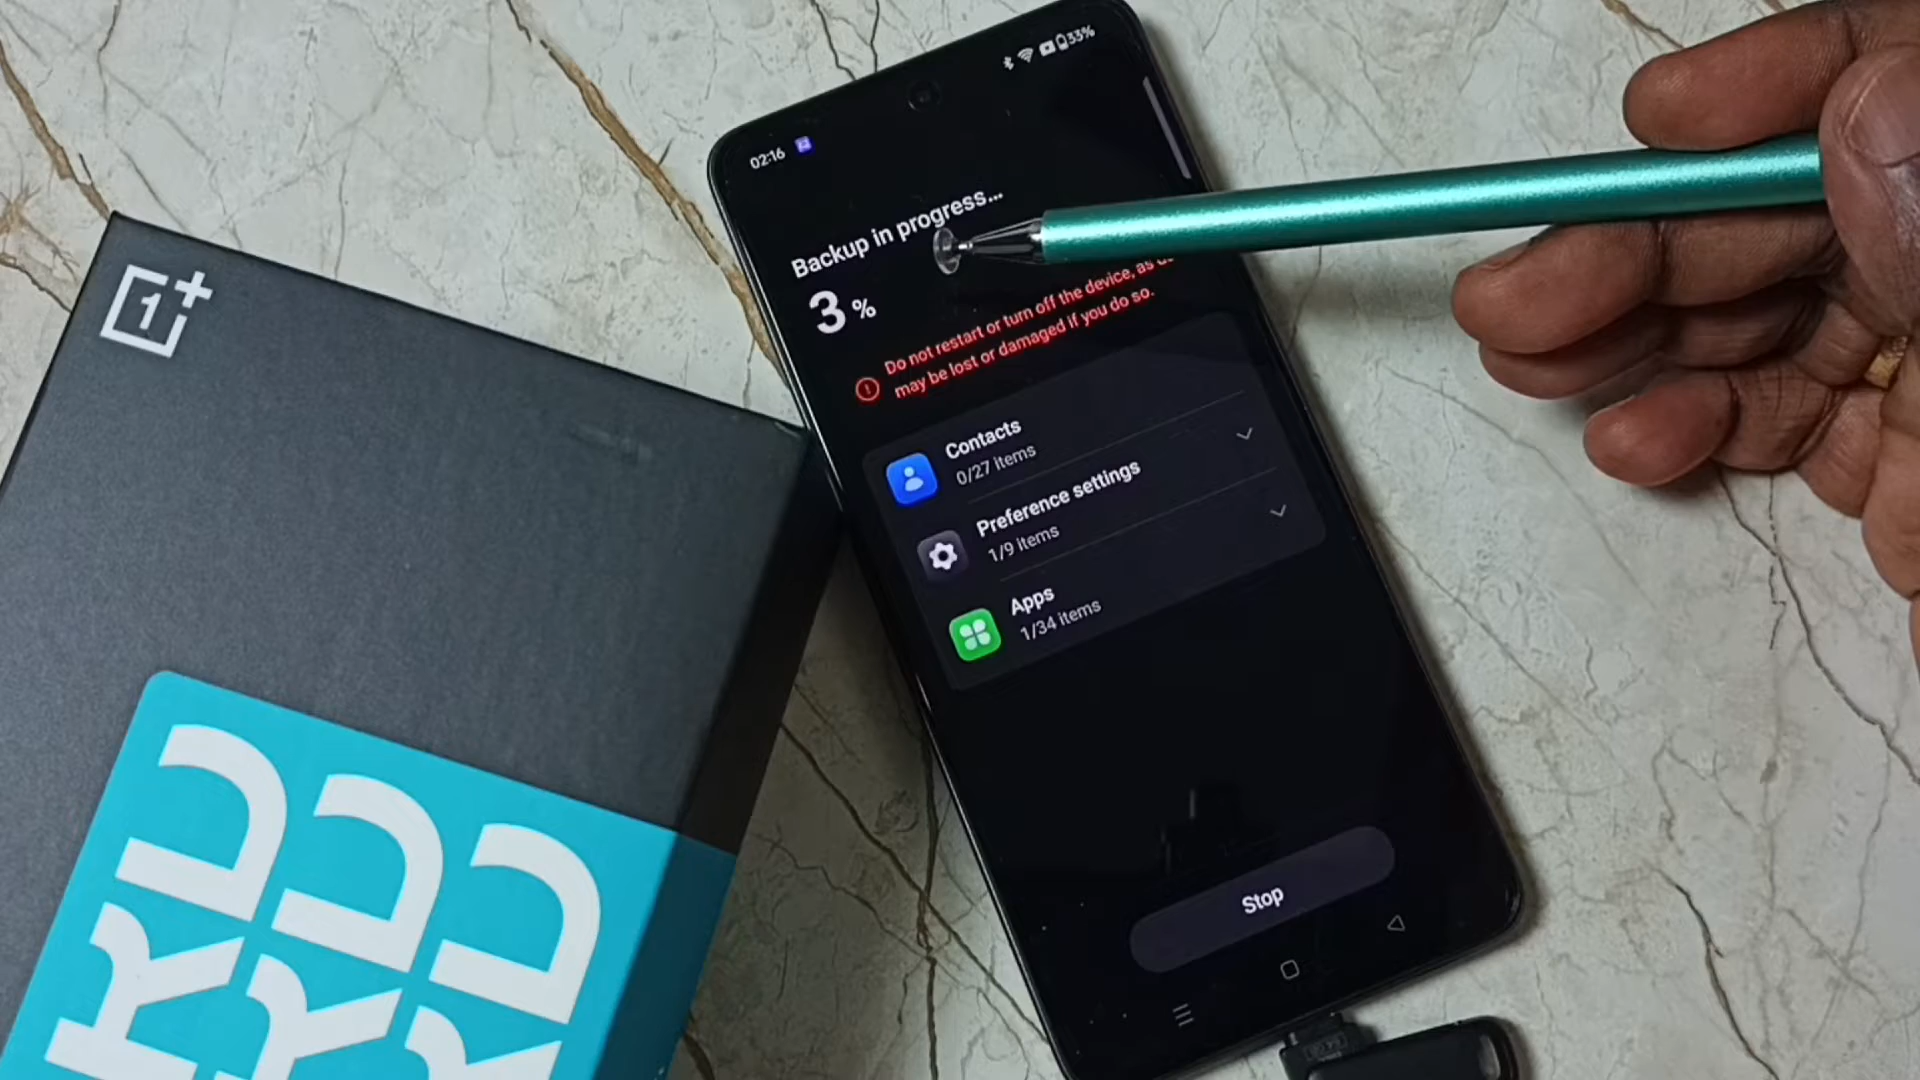 02:16
33%
Backup in progress...
3 %
Do not restart or turn off the device, as
may be lost or damaged if you do so.
Contacts
0/27 items
Preference settings
1/9 items
Apps
1/34 items
Stop
1+